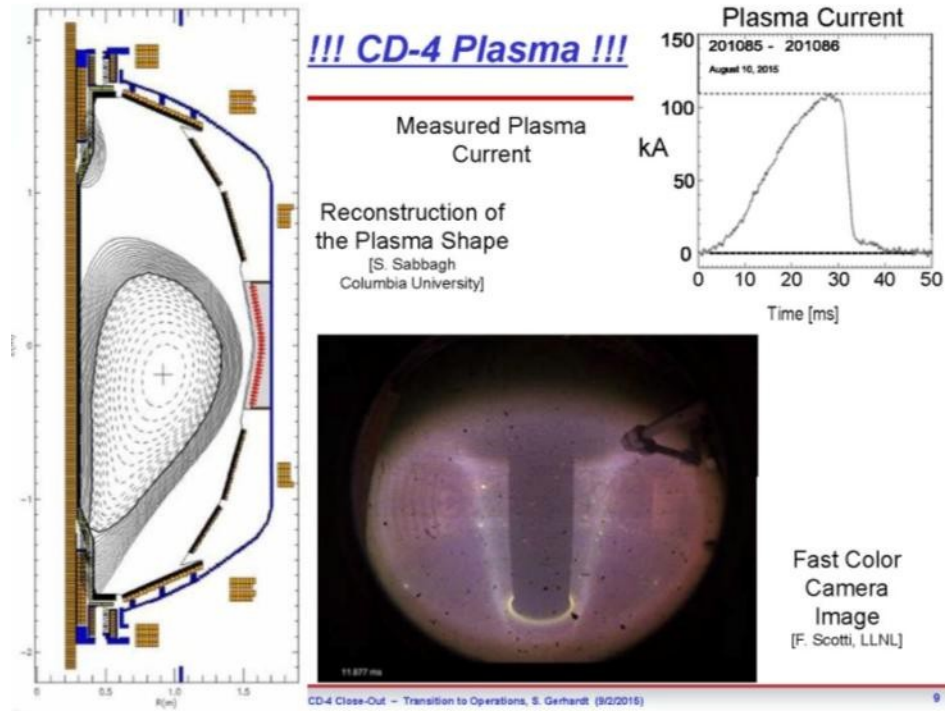 !!! CD-4 Plasma !!!
Plasma Current
150
201085 - 201086
August 10, 2015
100
kA
50
0
0 10 20 30 40 50
Time [ms]
Measured Plasma
Current
Reconstruction of
the Plasma Shape
[S. Sabbagh
Columbia University]
2
1
0
-1
-2
0 0.5 1.0 1.5
R(m)
11.877 ms
Fast Color
Camera
Image
[F. Scotti, LLNL]
CD-4 Close-Out – Transition to Operations, S. Gerhardt (9/2/2015)
9